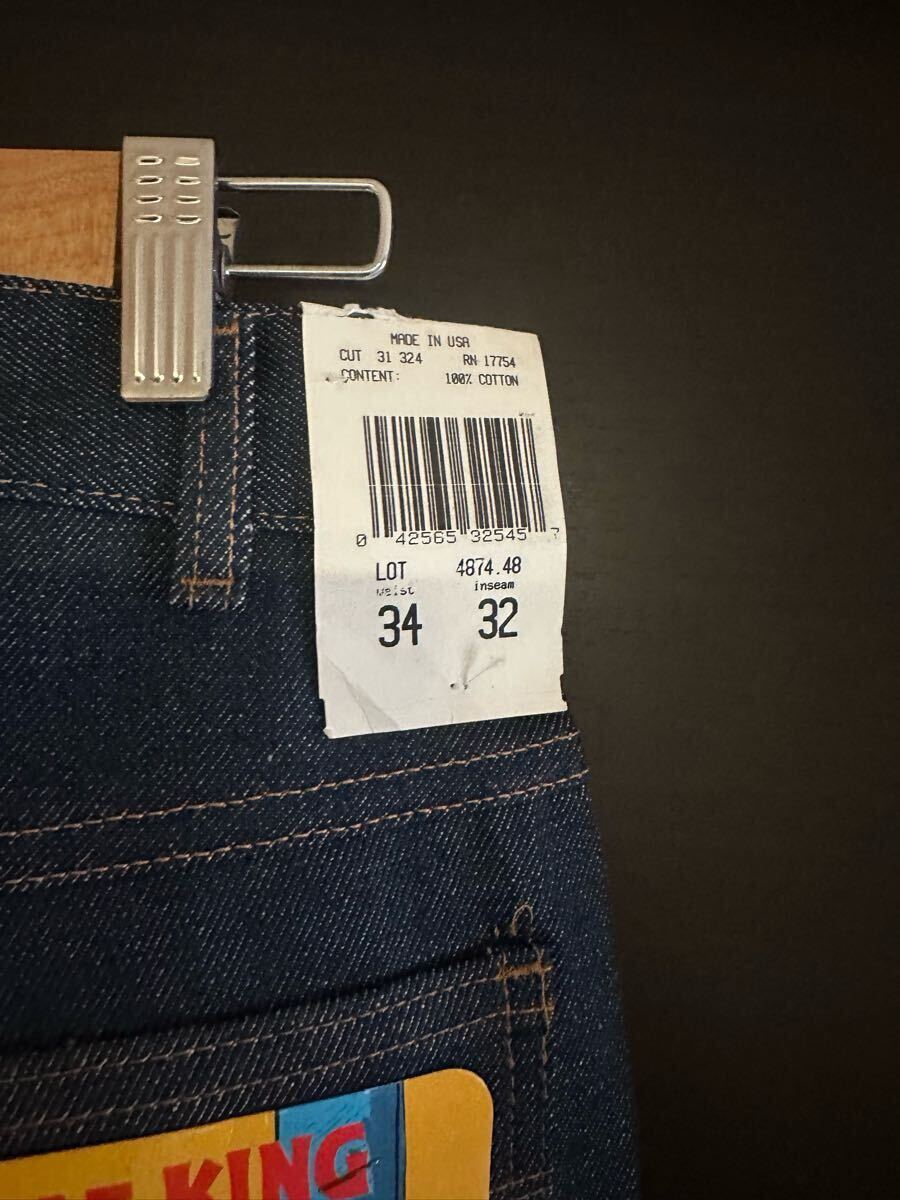 MADE IN USA
CUT 31 324 RN 17754
CONTENT: 100% COTTON
0 42565 32545 7
LOT 4874.48
waist inseam
34 32
KING